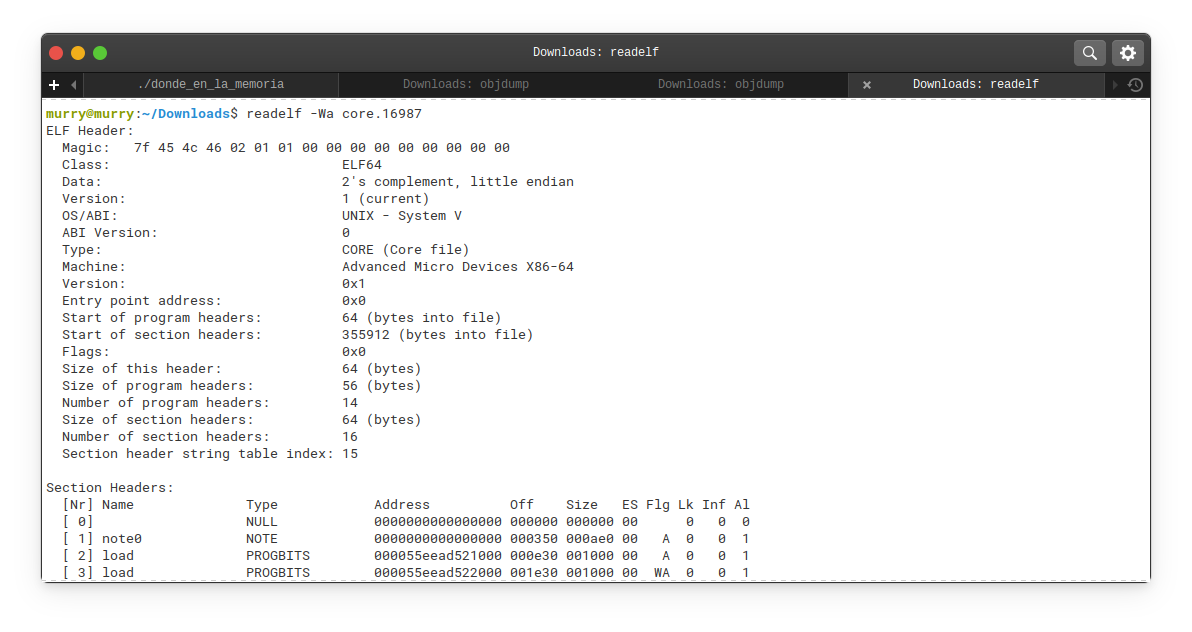 Downloads: readelf
./donde_en_la_memoria Downloads: objdump Downloads: objdump Downloads: readelf
murry@murry:~/Downloads$ readelf -Wa core.16987
ELF Header:
  Magic:   7f 45 4c 46 02 01 01 00 00 00 00 00 00 00 00 00
  Class:                             ELF64
  Data:                              2's complement, little endian
  Version:                           1 (current)
  OS/ABI:                            UNIX - System V
  ABI Version:                       0
  Type:                              CORE (Core file)
  Machine:                           Advanced Micro Devices X86-64
  Version:                           0x1
  Entry point address:               0x0
  Start of program headers:          64 (bytes into file)
  Start of section headers:          355912 (bytes into file)
  Flags:                             0x0
  Size of this header:               64 (bytes)
  Size of program headers:           56 (bytes)
  Number of program headers:         14
  Size of section headers:           64 (bytes)
  Number of section headers:         16
  Section header string table index: 15
Section Headers:
  [Nr] Name              Type            Address          Off    Size   ES Flg Lk Inf Al
  [ 0]                   NULL            0000000000000000 000000 000000 00      0   0  0
  [ 1] note0             NOTE            0000000000000000 000350 000ae0 00   A  0   0  1
  [ 2] load              PROGBITS        000055eead521000 000e30 001000 00   A  0   0  1
  [ 3] load              PROGBITS        000055eead522000 001e30 001000 00  WA  0   0  1